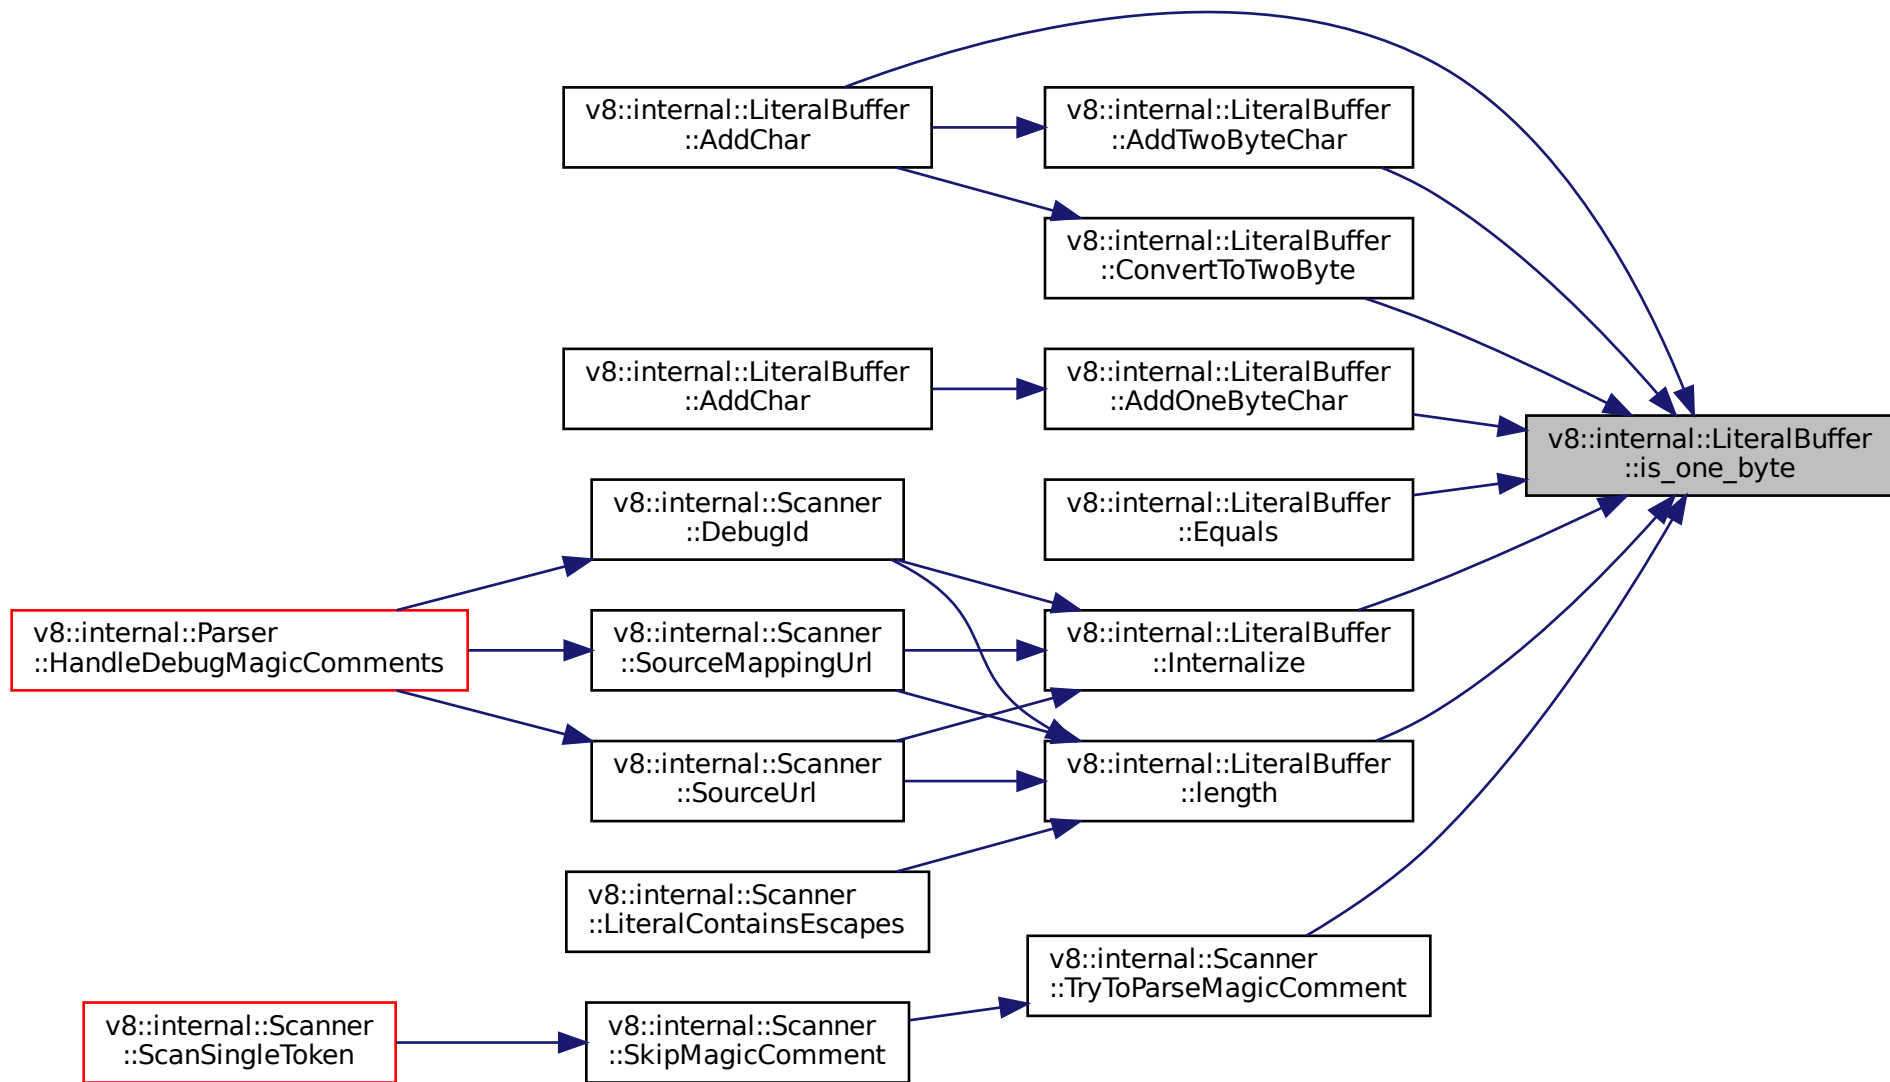 v8::internal::LiteralBuffer
::AddChar
v8::internal::LiteralBuffer
::AddTwoByteChar
v8::internal::LiteralBuffer
::ConvertToTwoByte
v8::internal::LiteralBuffer
::AddChar
v8::internal::LiteralBuffer
::AddOneByteChar
v8::internal::LiteralBuffer
::is_one_byte
v8::internal::Scanner
::DebugId
v8::internal::LiteralBuffer
::Equals
v8::internal::Parser
::HandleDebugMagicComments
v8::internal::Scanner
::SourceMappingUrl
v8::internal::LiteralBuffer
::Internalize
v8::internal::Scanner
::SourceUrl
v8::internal::LiteralBuffer
::length
v8::internal::Scanner
::LiteralContainsEscapes
v8::internal::Scanner
::TryToParseMagicComment
v8::internal::Scanner
::ScanSingleToken
v8::internal::Scanner
::SkipMagicComment